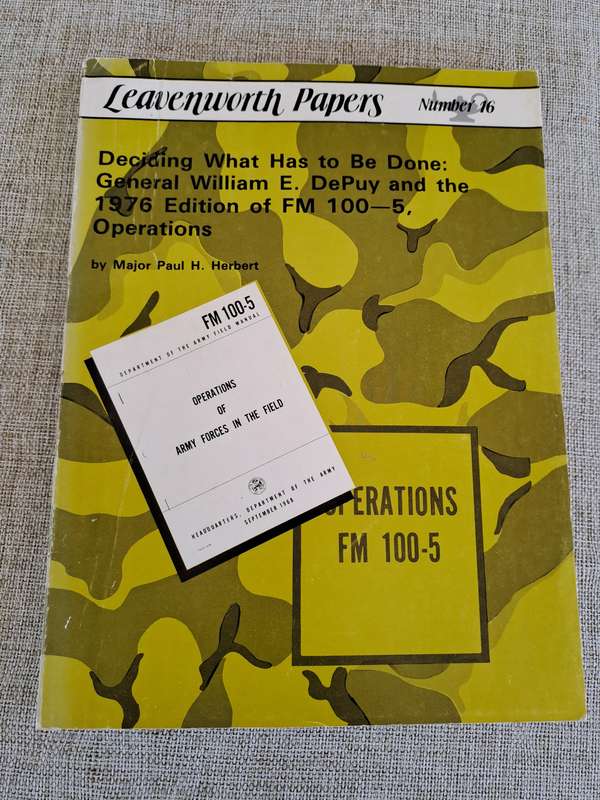 Leavenworth Papers Number 16
Deciding What Has to Be Done:
General William E. DePuy and the
1976 Edition of FM 100—5,
Operations
by Major Paul H. Herbert
FM 100-5
DEPARTMENT OF THE ARMY FIELD MANUAL
OPERATIONS
OF
ARMY FORCES IN THE FIELD
HEADQUARTERS, DEPARTMENT OF THE ARMY
SEPTEMBER 1968
OPERATIONS
FM 100-5